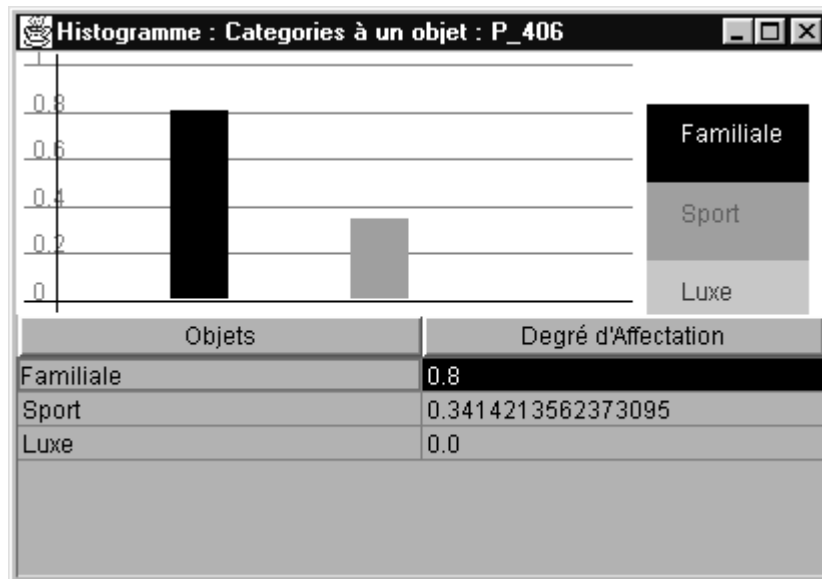 Histogramme : Categories à un objet : P_406
1
0.8
0.6
0.4
0.2
0
Familiale
Sport
Luxe
Objets Degré d'Affectation
Familiale 0.8
Sport 0.3414213562373095
Luxe 0.0